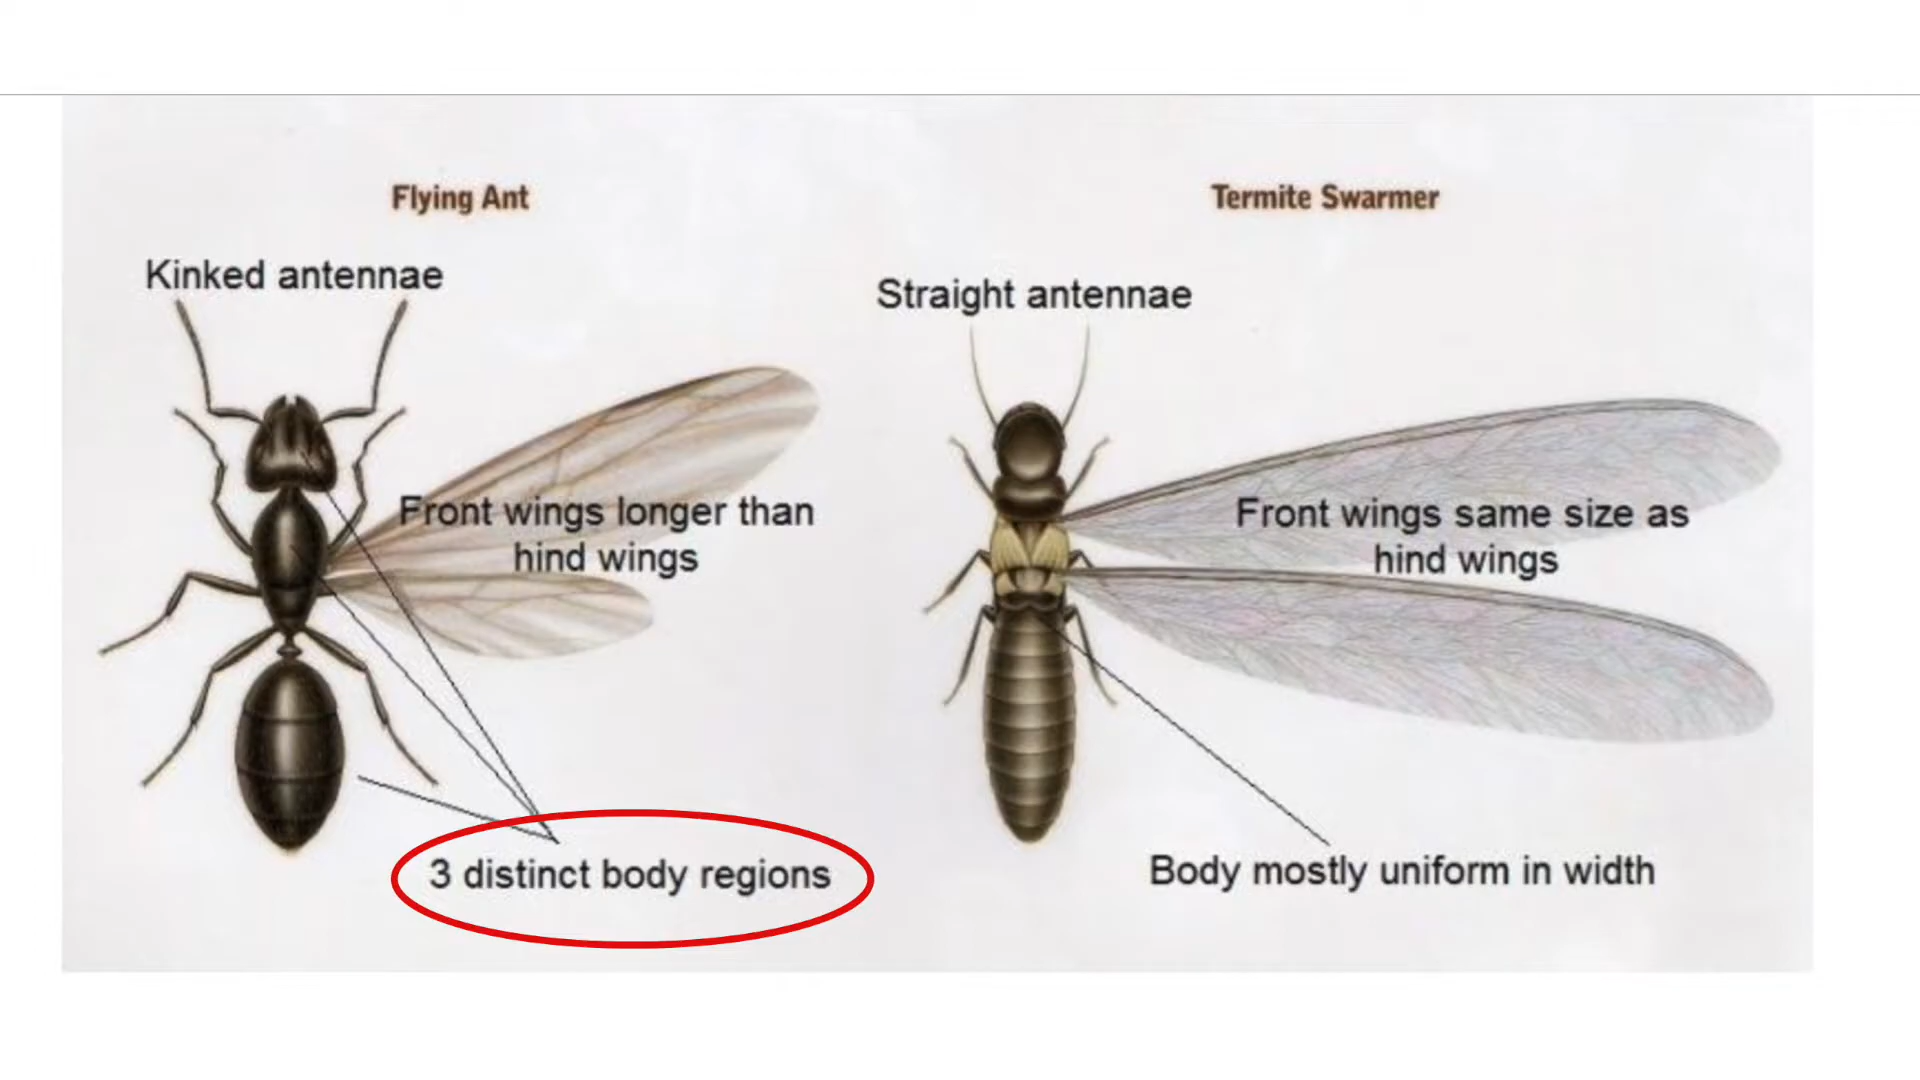 Flying Ant
Kinked antennae
Front wings longer than
hind wings
3 distinct body regions
Termite Swarmer
Straight antennae
Front wings same size as
hind wings
Body mostly uniform in width